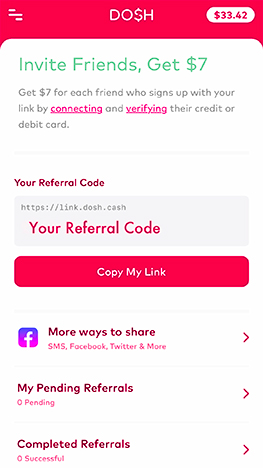 DO$H
$33.42
Invite Friends, Get $7
Get $7 for each friend who signs up with your
link by connecting and verifying their credit or
debit card.
Your Referral Code
https://link.dosh.cash
Your Referral Code
Copy My Link
More ways to share
SMS, Facebook, Twitter & More
My Pending Referrals
0 Pending
Completed Referrals
0 Successful